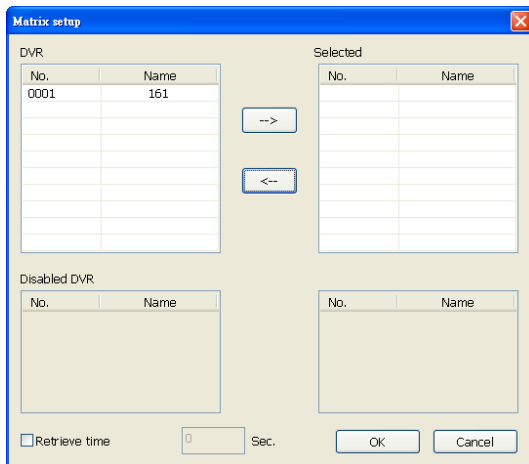 Matrix setup
DVR Selected
No. Name No. Name
0001 161
-->
<--
Disabled DVR
No. Name No. Name
Retrieve time 0 Sec. OK Cancel